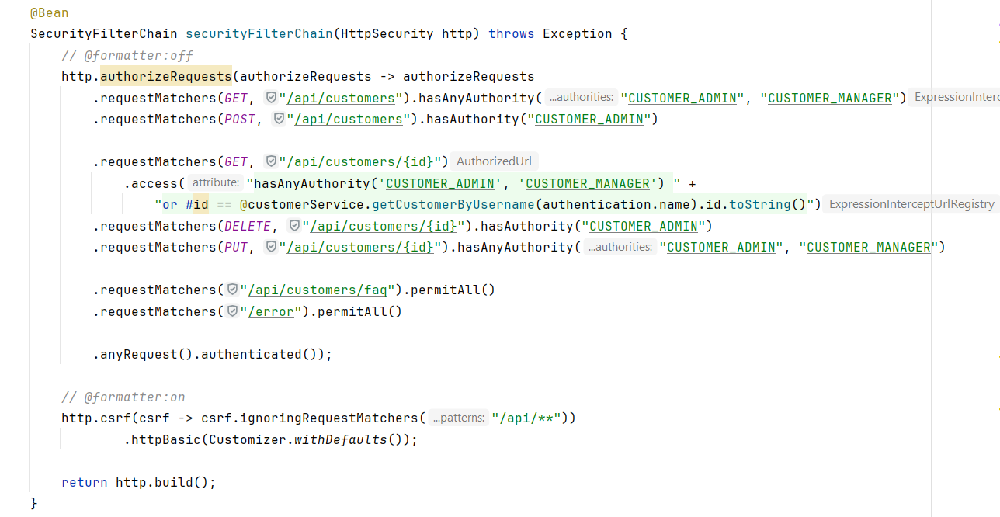 @Bean
SecurityFilterChain securityFilterChain(HttpSecurity http) throws Exception {
// @formatter:off
http.authorizeRequests(authorizeRequests -> authorizeRequests
.requestMatchers(GET, "/api/customers").hasAnyAuthority( ...authorities: "CUSTOMER_ADMIN", "CUSTOMER_MANAGER") ExpressionInterc
.requestMatchers(POST, "/api/customers").hasAuthority("CUSTOMER_ADMIN")
.requestMatchers(GET, "/api/customers/{id}") AuthorizedUrl
.access( attribute: "hasAnyAuthority('CUSTOMER_ADMIN', 'CUSTOMER_MANAGER') " +
"or #id == @customerService.getCustomerByUsername(authentication.name).id.toString()") ExpressionInterceptUrlRegistry
.requestMatchers(DELETE, "/api/customers/{id}").hasAuthority("CUSTOMER_ADMIN")
.requestMatchers(PUT, "/api/customers/{id}").hasAnyAuthority( ...authorities: "CUSTOMER_ADMIN", "CUSTOMER_MANAGER")
.requestMatchers("/api/customers/faq").permitAll()
.requestMatchers("/error").permitAll()
.anyRequest().authenticated());
// @formatter:on
http.csrf(csrf -> csrf.ignoringRequestMatchers( ...patterns: "/api/**"))
.httpBasic(Customizer.withDefaults());
return http.build();
}